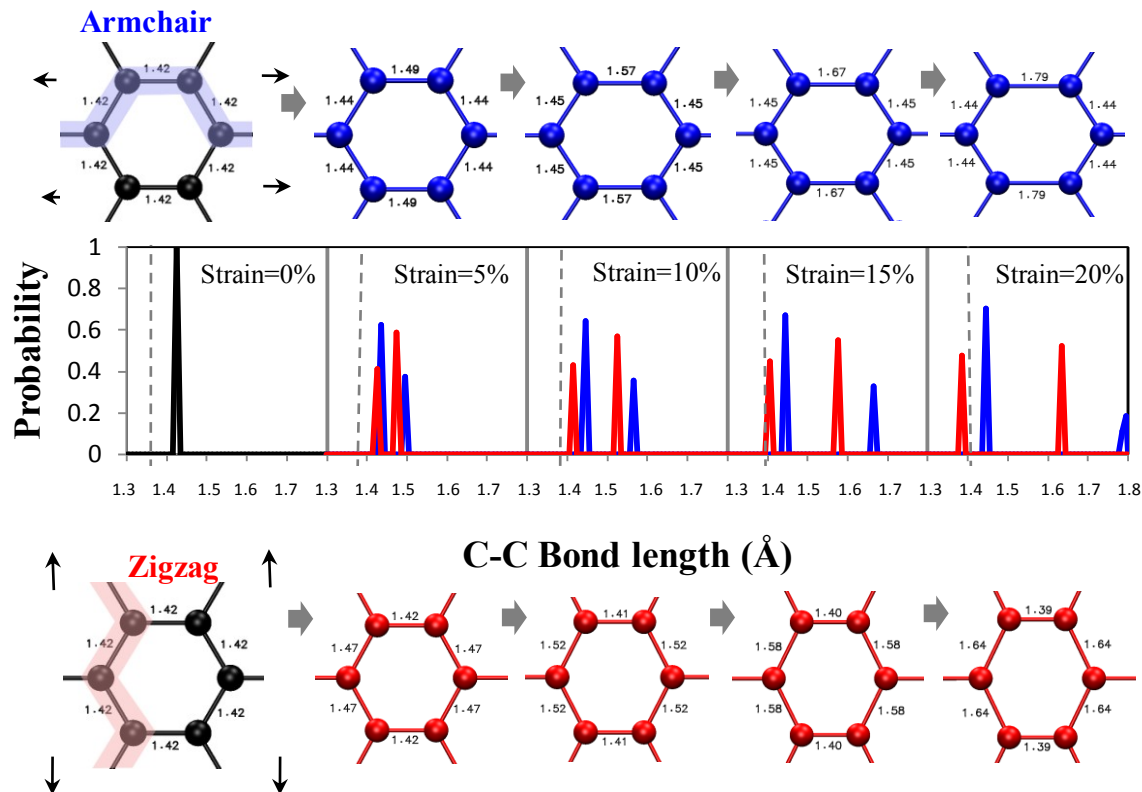 Armchair
1.42 1.49 1.57 1.67 1.79
1.42 1.42 1.44 1.44 1.45 1.45 1.45 1.45 1.44 1.44
1.42 1.42 1.44 1.44 1.45 1.45 1.45 1.45 1.44 1.44
1.42 1.49 1.57 1.67 1.79
Probability
1
0.8
0.6
0.4
0.2
0
Strain=0% Strain=5% Strain=10% Strain=15% Strain=20%
1.3 1.4 1.5 1.6 1.7 1.3 1.4 1.5 1.6 1.7 1.3 1.4 1.5 1.6 1.7 1.3 1.4 1.5 1.6 1.7 1.3 1.4 1.5 1.6 1.7 1.8
C-C Bond length (Å)
Zigzag
1.42 1.42 1.41 1.40 1.39
1.42 1.42 1.47 1.47 1.52 1.52 1.58 1.58 1.64 1.64
1.42 1.42 1.47 1.47 1.52 1.52 1.58 1.58 1.64 1.64
1.42 1.42 1.41 1.40 1.39